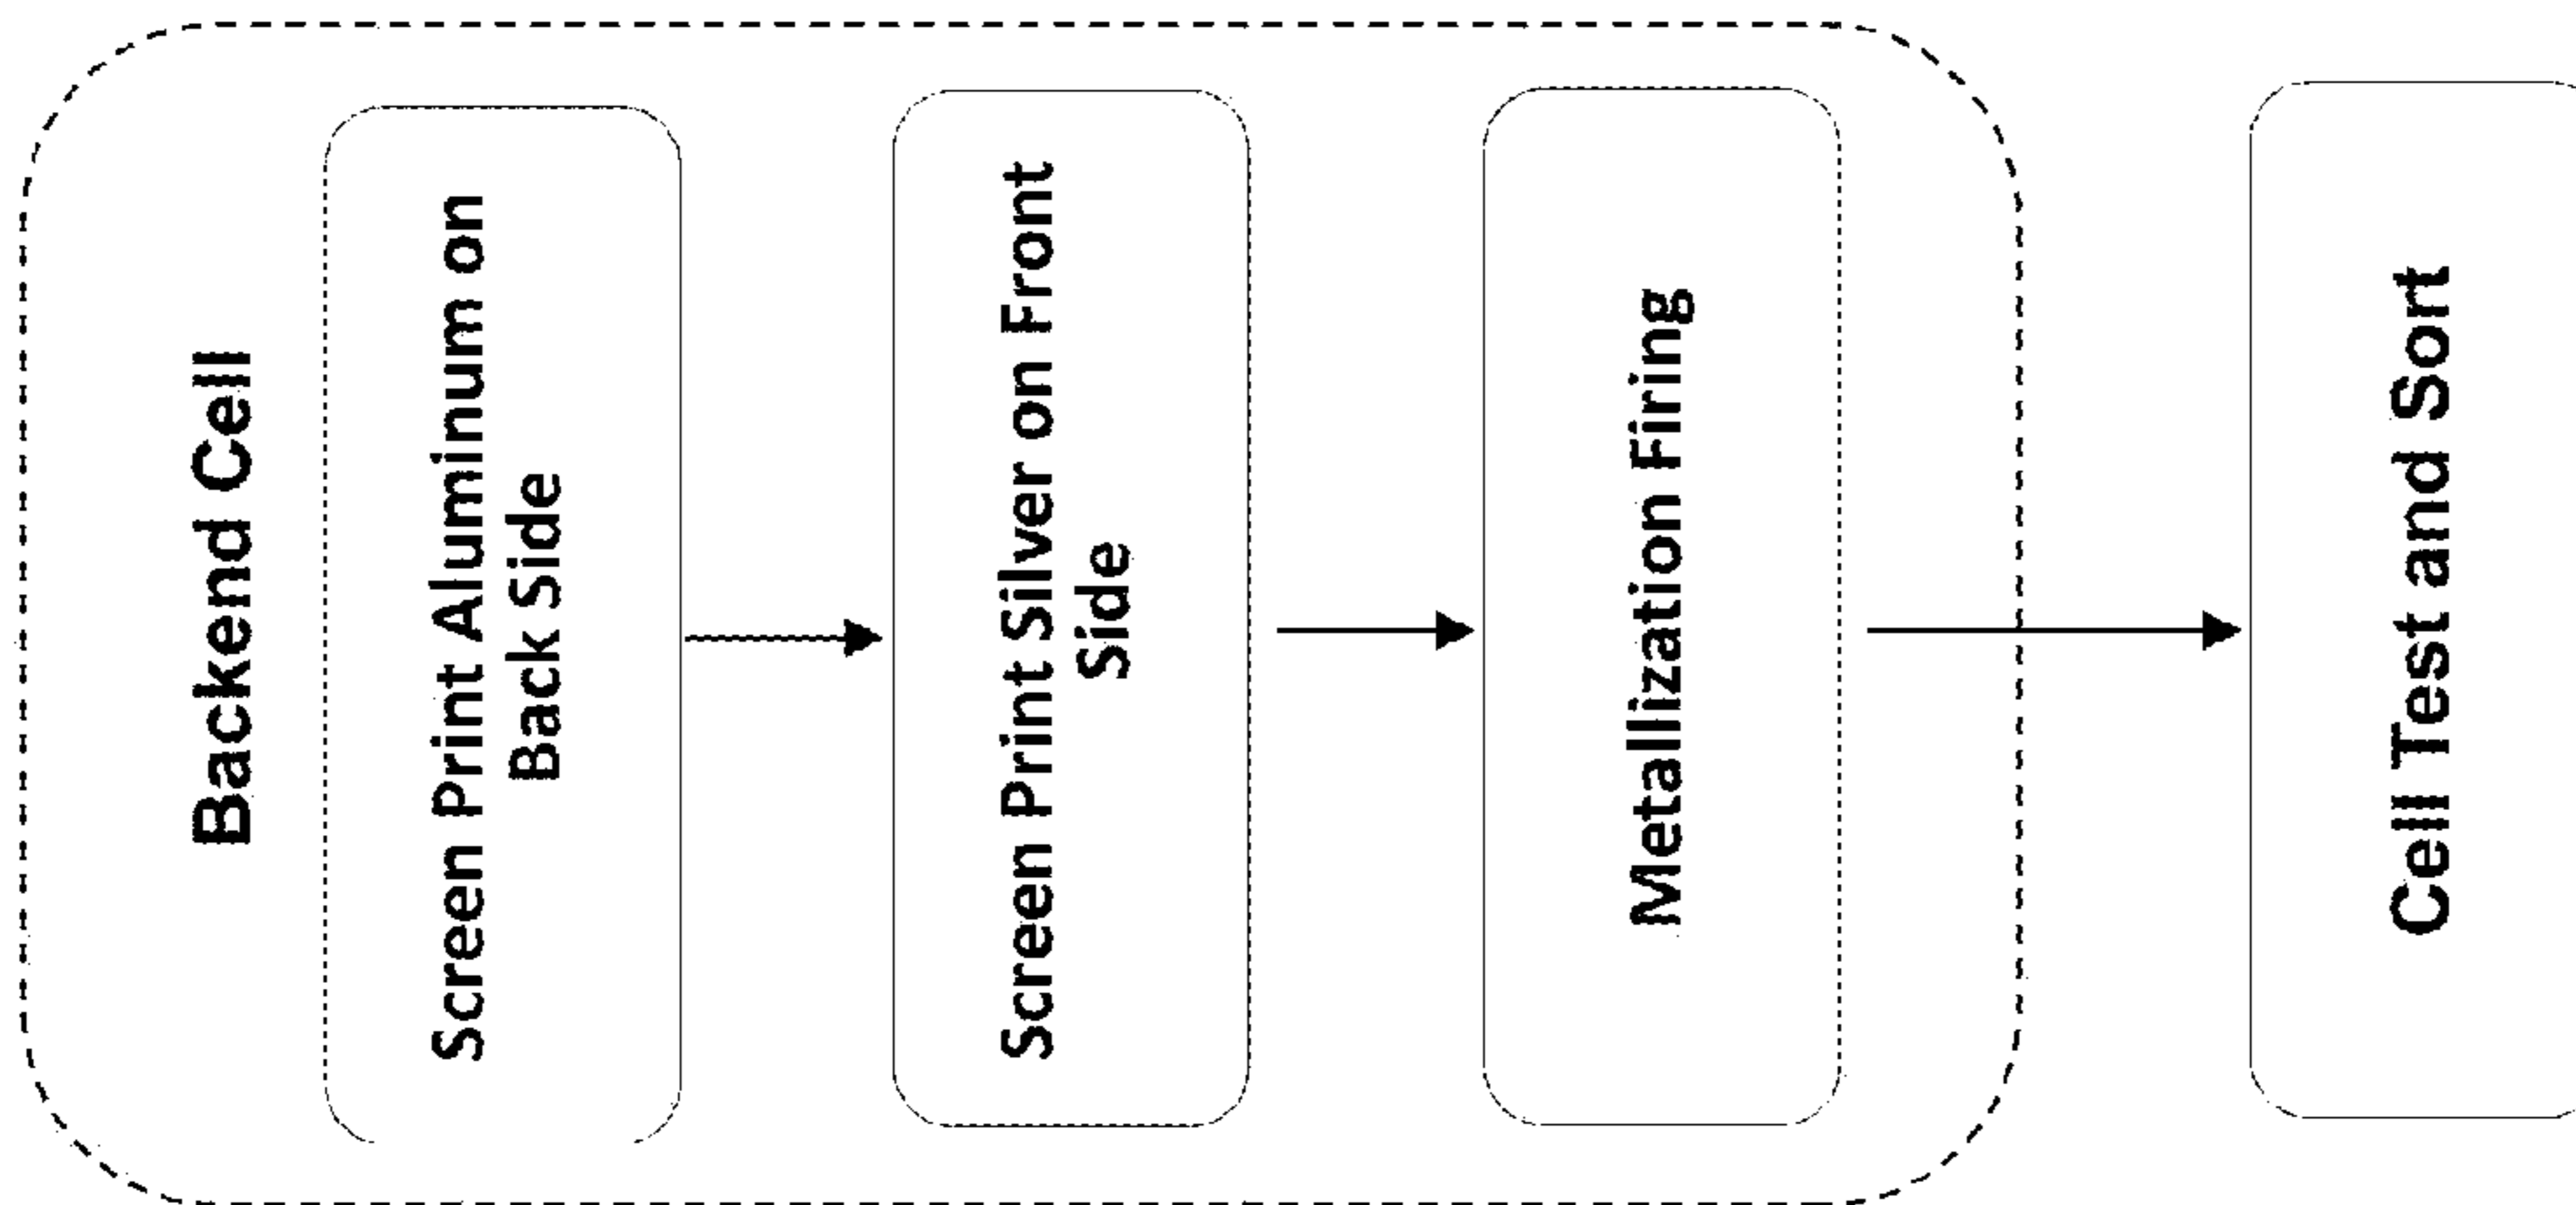 Backend Cell
Screen Print Aluminum on
Back Side
Screen Print Silver on Front
Side
Metallization Firing
Cell Test and Sort